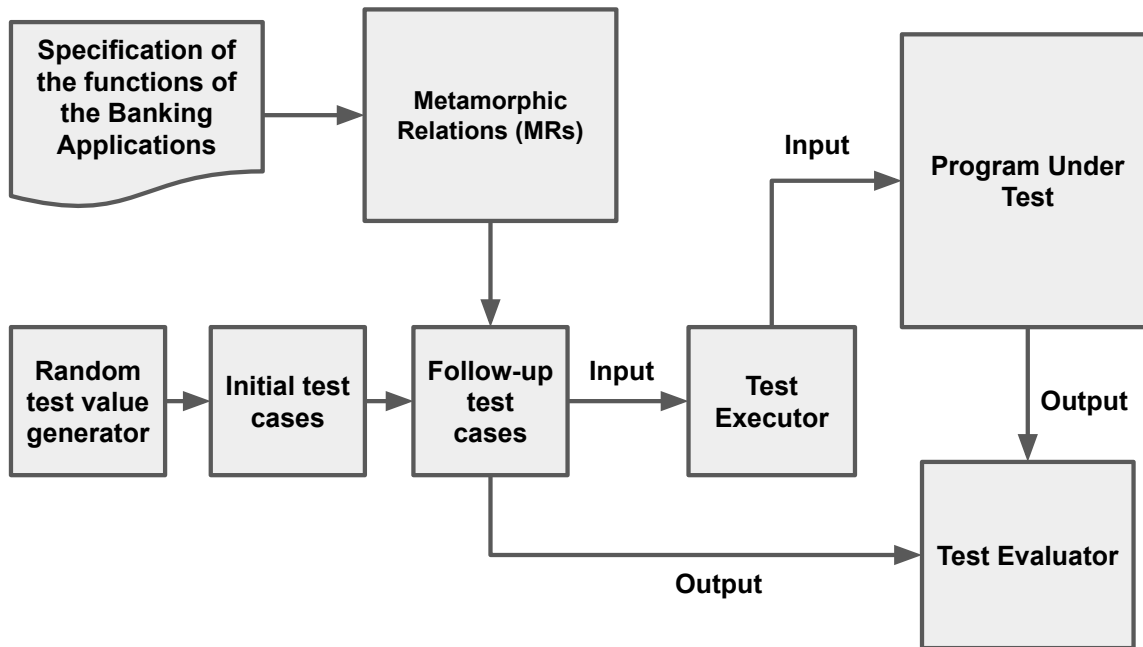 Specification of
the functions of
the Banking
Applications
Metamorphic
Relations (MRs)
Input
Program Under
Test
Random
test value
generator
Initial test
cases
Follow-up
test
cases
Input
Test
Executor
Output
Output
Test Evaluator